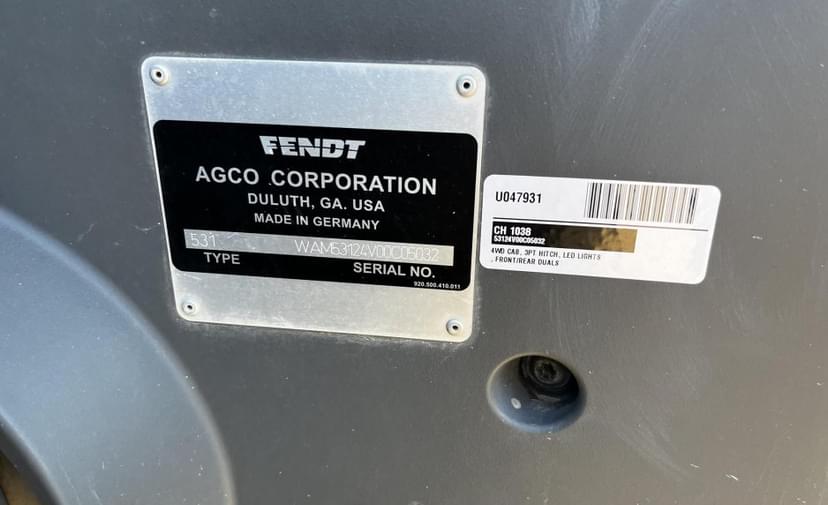 FENDT
AGCO CORPORATION
DULUTH, GA. USA
MADE IN GERMANY
531 WAM53124V00C05032
TYPE SERIAL NO.
920.500.410.011
U047931
CH 1038
53124V00C05032
4WD CAB, 3PT HITCH, LED LIGHTS
, FRONT/REAR DUALS